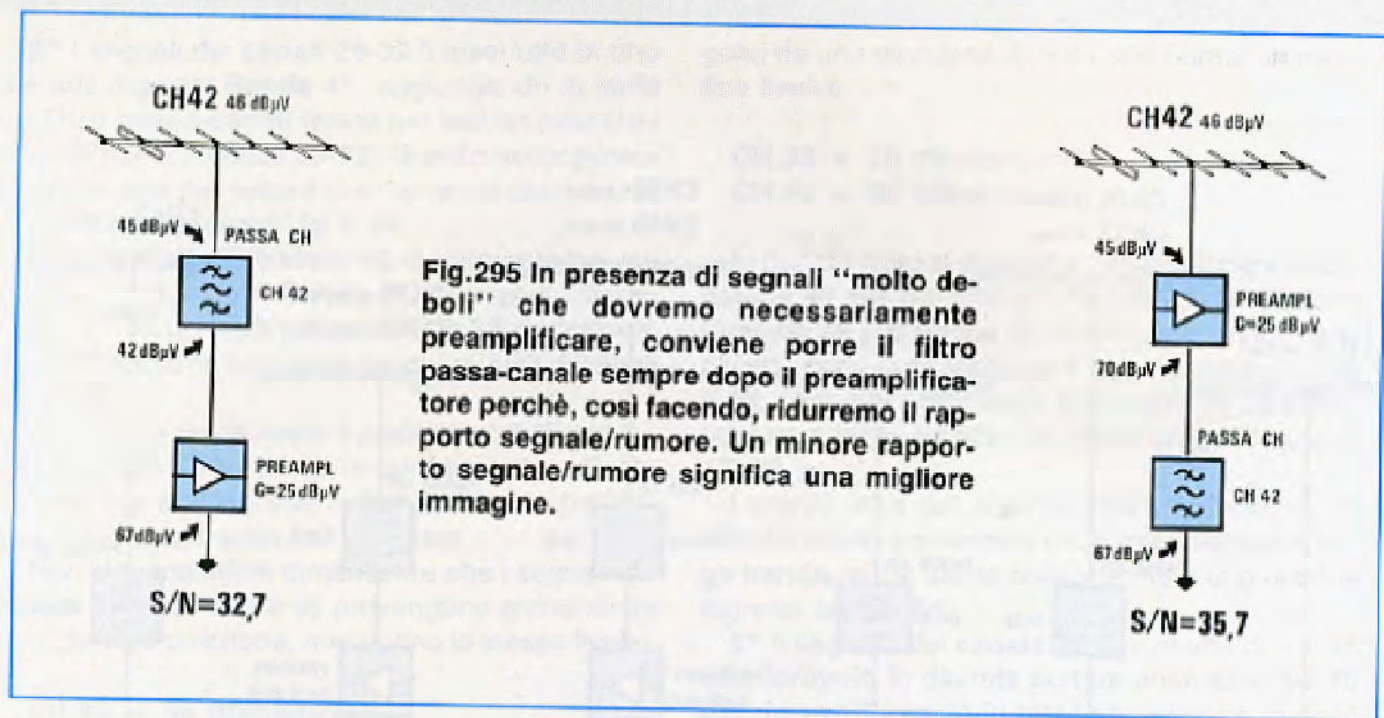 CH42 46 dBµV
45 dBµV
PASSA CH
CH 42
42 dBµV
PREAMPL
G=25 dBµV
67 dBµV
S/N=32,7
Fig.295 In presenza di segnali "molto de-
boli" che dovremo necessariamente
preamplificare, conviene porre il filtro
passa-canale sempre dopo il preamplifica-
tore perchè, così facendo, ridurremo il rap-
porto segnale/rumore. Un minore rappor-
to segnale/rumore significa una migliore
immagine.
CH42 46 dBµV
45 dBµV
PREAMPL
G=25 dBµV
70 dBµV
PASSA CH
CH 42
67 dBµV
S/N=35,7